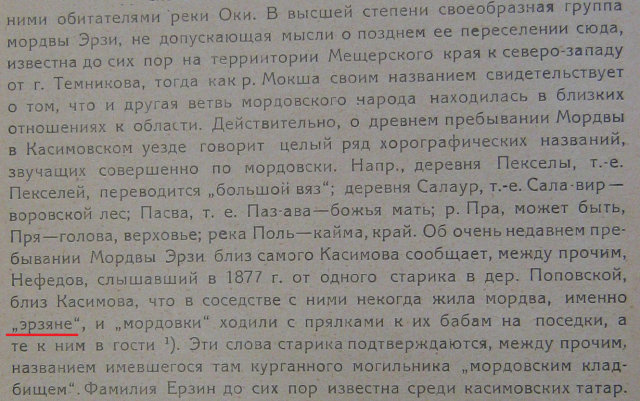 ними обитателями реки Оки. В высшей степени своеобразная группа
мордвы Эрзи, не допускающая мысли о позднем ее переселении сюда,
известна до сих пор на терриитории Мещерского края к северо-западу
от г. Темникова, тогда как р. Мокша своим названием свидетельствует
о том, что и другая ветвь мордовского народа находилась в близких
отношениях к области. Действительно, о древнем пребывании Мордвы
в Касимовском уезде говорит целый ряд хорографических названий,
звучащих совершенно по мордовски. Напр., деревня Пекселы, т.-е.
Пекселей, переводится „большой вяз“; деревня Салаур, т.-е. Сала-вир—
воровской лес; Пасва, т. е. Паз-ава—божья мать; р. Пра, может быть,
Пря—голова, верховье; река Поль—кайма, край. Об очень недавнем пре-
бывании Мордвы Эрзи близ самого Касимова сообщает, между прочим,
Нефедов, слышавший в 1877 г. от одного старика в дер. Поповской,
близ Касимова, что в соседстве с ними некогда жила мордва, именно
„эрзяне“, и „мордовки“ ходили с прялками к их бабам на поседки, а
те к ним в гости ¹). Эти слова старика подтверждаются, между прочим,
названием имевшегося там курганного могильника „мордовским клад-
бищем“. Фамилия Ерзин до сих пор известна среди касимовских татар.